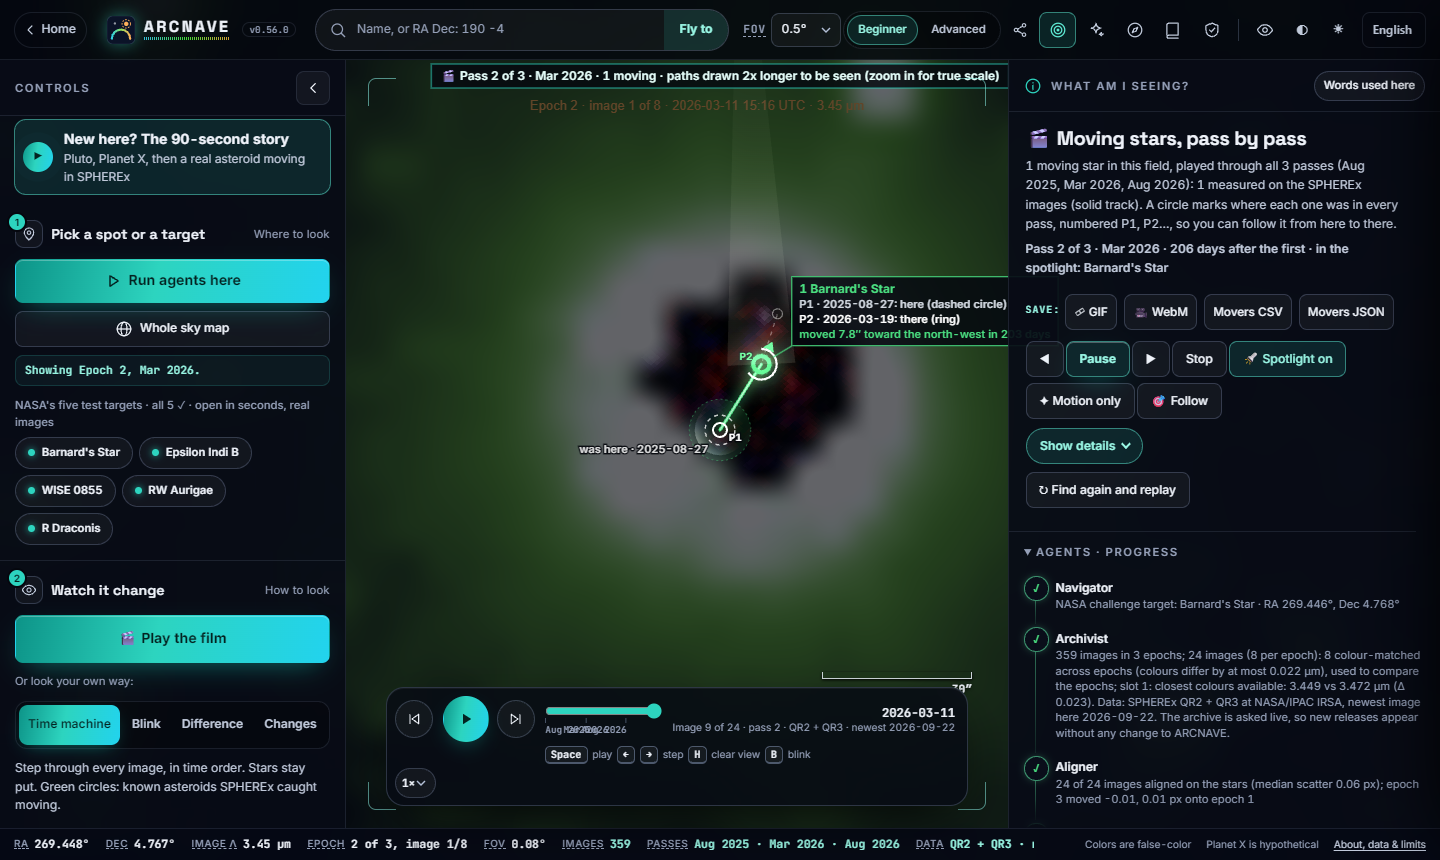 Home
ARCNAVE
v0.56.0
Name, or RA Dec: 190 -4
Fly to
FOV
0.5°
Beginner
Advanced
English
CONTROLS
New here? The 90-second story
Pluto, Planet X, then a real asteroid moving
in SPHEREx
1
Pick a spot or a target
Where to look
Run agents here
Whole sky map
Showing Epoch 2, Mar 2026.
NASA's five test targets · all 5 ✓ · open in seconds, real
images
Barnard's Star
Epsilon Indi B
WISE 0855
RW Aurigae
R Draconis
2
Watch it change
How to look
Play the film
Or look your own way:
Time machine
Blink
Difference
Changes
Step through every image, in time order. Stars stay
put. Green circles: known asteroids SPHEREx caught
moving.
Pass 2 of 3 · Mar 2026 · 1 moving · paths drawn 2x longer to be seen (zoom in for true scale)
Epoch 2 · image 1 of 8 · 2026-03-11 15:16 UTC · 3.45 µm
1 Barnard's Star
P1 · 2025-08-27: here (dashed circle)
P2 · 2026-03-19: there (ring)
moved 7.8″ toward the north-west in 203 days
P2
P1
was here · 2025-08-27
2026-03-11
Image 9 of 24 · pass 2 · QR2 + QR3 · newest 2026-09-22
Space play ← → step H clear view B blink
1×
WHAT AM I SEEING?
Words used here
Moving stars, pass by pass
1 moving star in this field, played through all 3 passes (Aug
2025, Mar 2026, Aug 2026): 1 measured on the SPHEREx
images (solid track). A circle marks where each one was in every
pass, numbered P1, P2..., so you can follow it from here to there.
Pass 2 of 3 · Mar 2026 · 206 days after the first · in the
spotlight: Barnard's Star
SAVE:
GIF
WebM
Movers CSV
Movers JSON
Pause
Stop
Spotlight on
Motion only
Follow
Show details
Find again and replay
AGENTS · PROGRESS
Navigator
NASA challenge target: Barnard's Star · RA 269.446°, Dec 4.768°
Archivist
359 images in 3 epochs; 24 images (8 per epoch): 8 colour-matched
across epochs (colours differ by at most 0.022 µm), used to compare
the epochs; slot 1: closest colours available: 3.449 vs 3.472 µm (Δ
0.023). Data: SPHEREx QR2 + QR3 at NASA/IPAC IRSA, newest image
here 2026-09-22. The archive is asked live, so new releases appear
without any change to ARCNAVE.
Aligner
24 of 24 images aligned on the stars (median scatter 0.06 px); epoch
3 moved -0.01, 0.01 px onto epoch 1
RA 269.448° DEC 4.767° IMAGE Λ 3.45 µm EPOCH 2 of 3, image 1/8 FOV 0.08° IMAGES 359 PASSES Aug 2025 · Mar 2026 · Aug 2026 DATA QR2 + QR3 ·
Colors are false-color
Planet X is hypothetical
About, data & limits